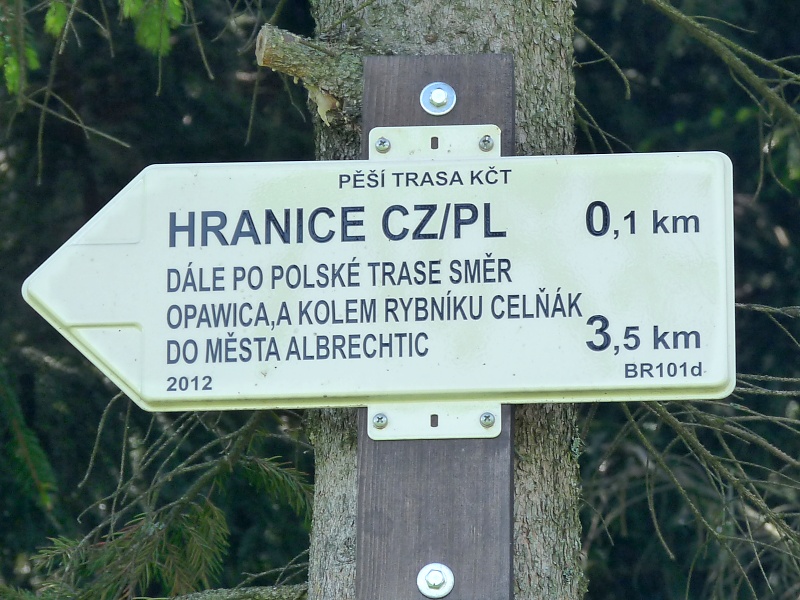 PĚŠÍ TRASA KČT
HRANICE CZ/PL 0,1 km
DÁLE PO POLSKÉ TRASE SMĚR
OPAWICA,A KOLEM RYBNÍKU CELŇÁK
DO MĚSTA ALBRECHTIC 3,5 km
2012 BR101d